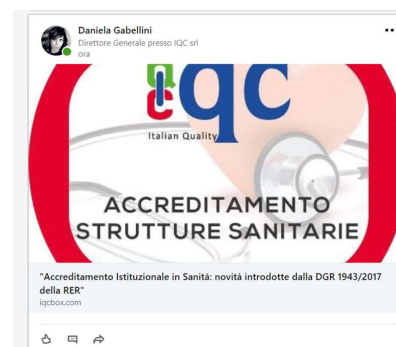 Daniela Gabellini
Direttore Generale presso IQC srl
ora
iqc
Italian Quality
ACCREDITAMENTO
STRUTTURE SANITARIE
"Accreditamento Istituzionale in Sanità: novità introdotte dalla DGR 1943/2017
della RER"
iqcbox.com